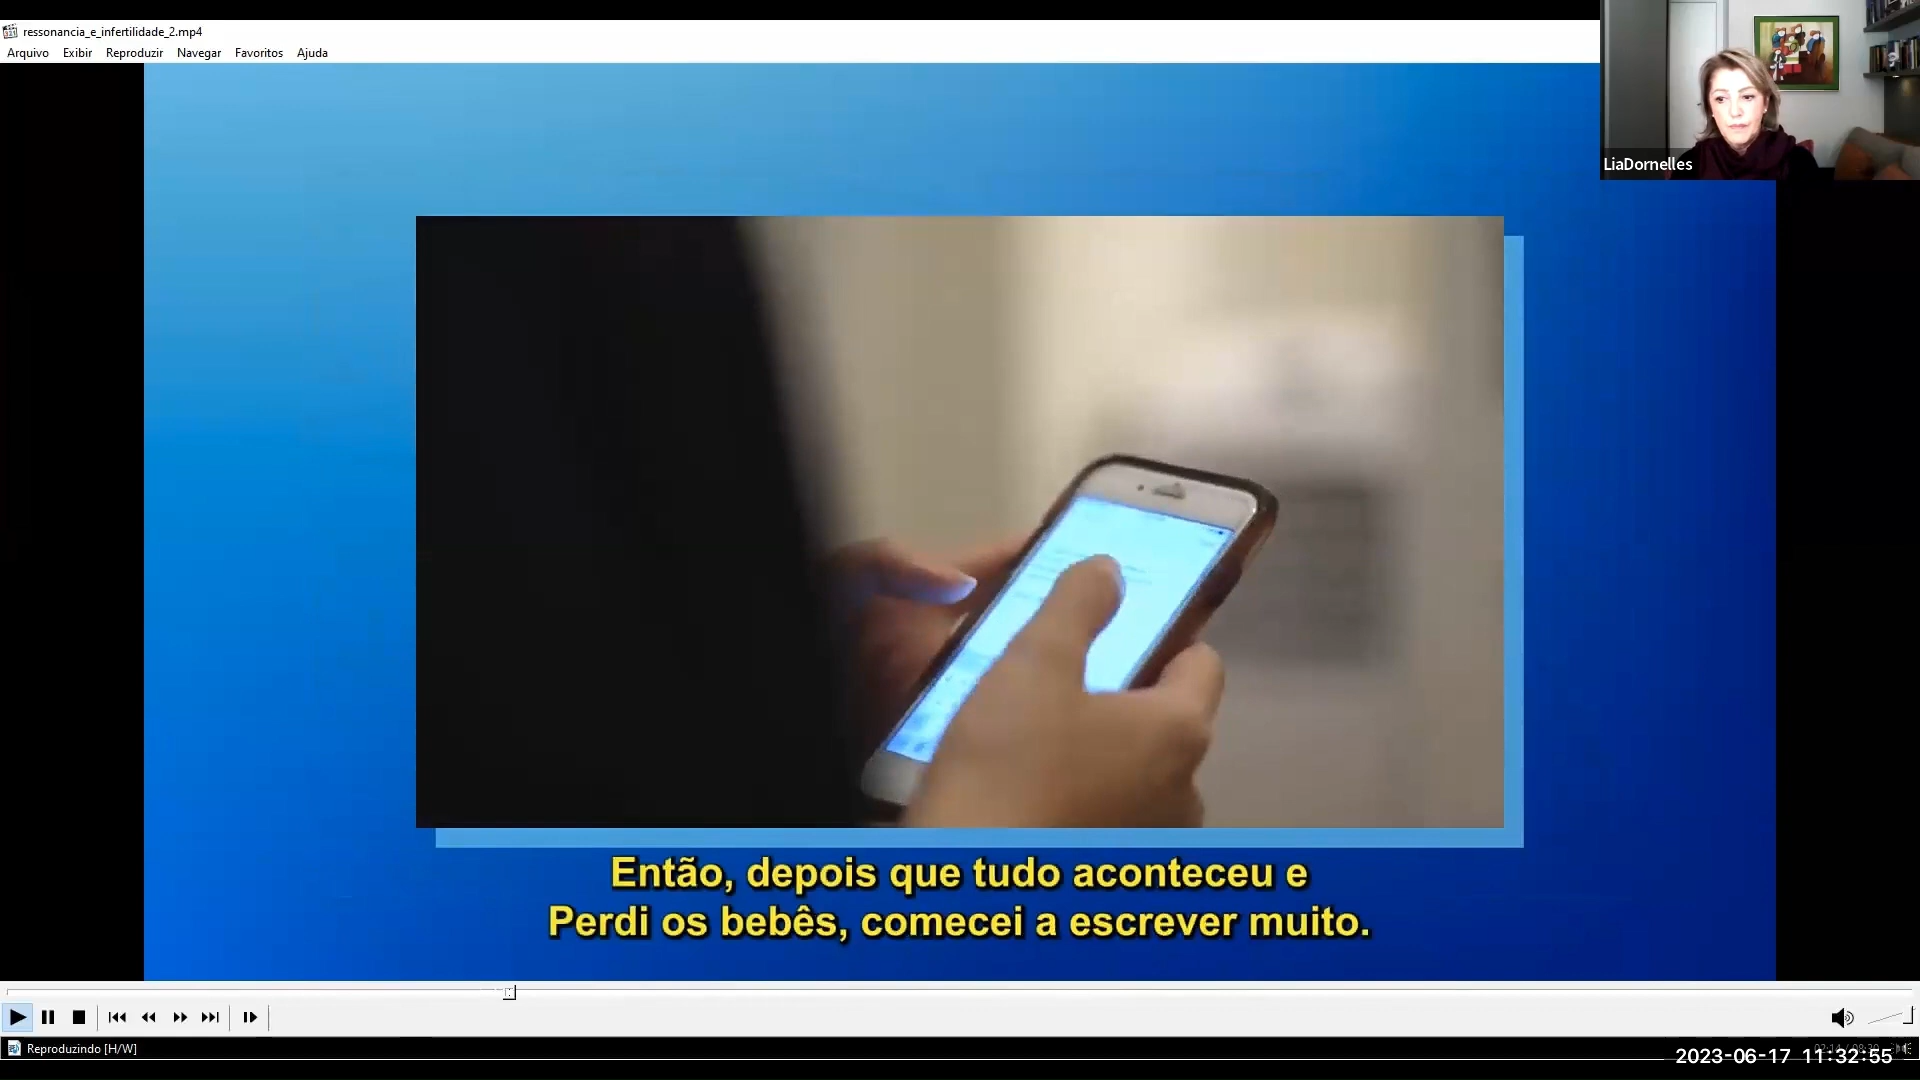 ressonancia_e_infertilidade_2.mp4
Arquivo Exibir Reproduzir Navegar Favoritos Ajuda
LiaDornelles
Então, depois que tudo aconteceu e
Perdi os bebês, comecei a escrever muito.
Reproduzindo [H/W]
2023-06-17 11:32:55